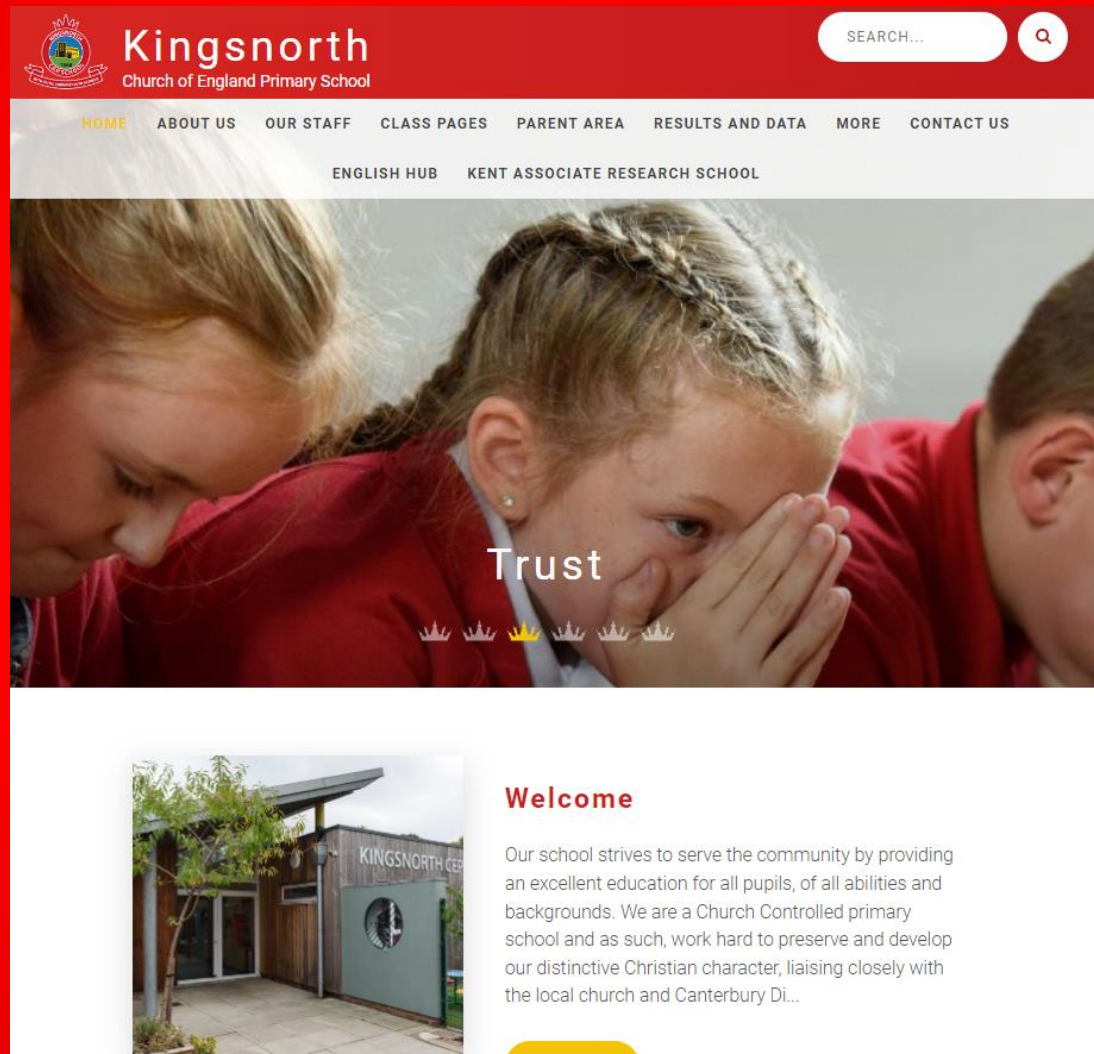 Kingsnorth
Church of England Primary School
SEARCH...
HOME ABOUT US OUR STAFF CLASS PAGES PARENT AREA RESULTS AND DATA MORE CONTACT US
ENGLISH HUB KENT ASSOCIATE RESEARCH SCHOOL
Trust
KINGSNORTH CEP
Welcome
Our school strives to serve the community by providing
an excellent education for all pupils, of all abilities and
backgrounds. We are a Church Controlled primary
school and as such, work hard to preserve and develop
our distinctive Christian character, liaising closely with
the local church and Canterbury Di...